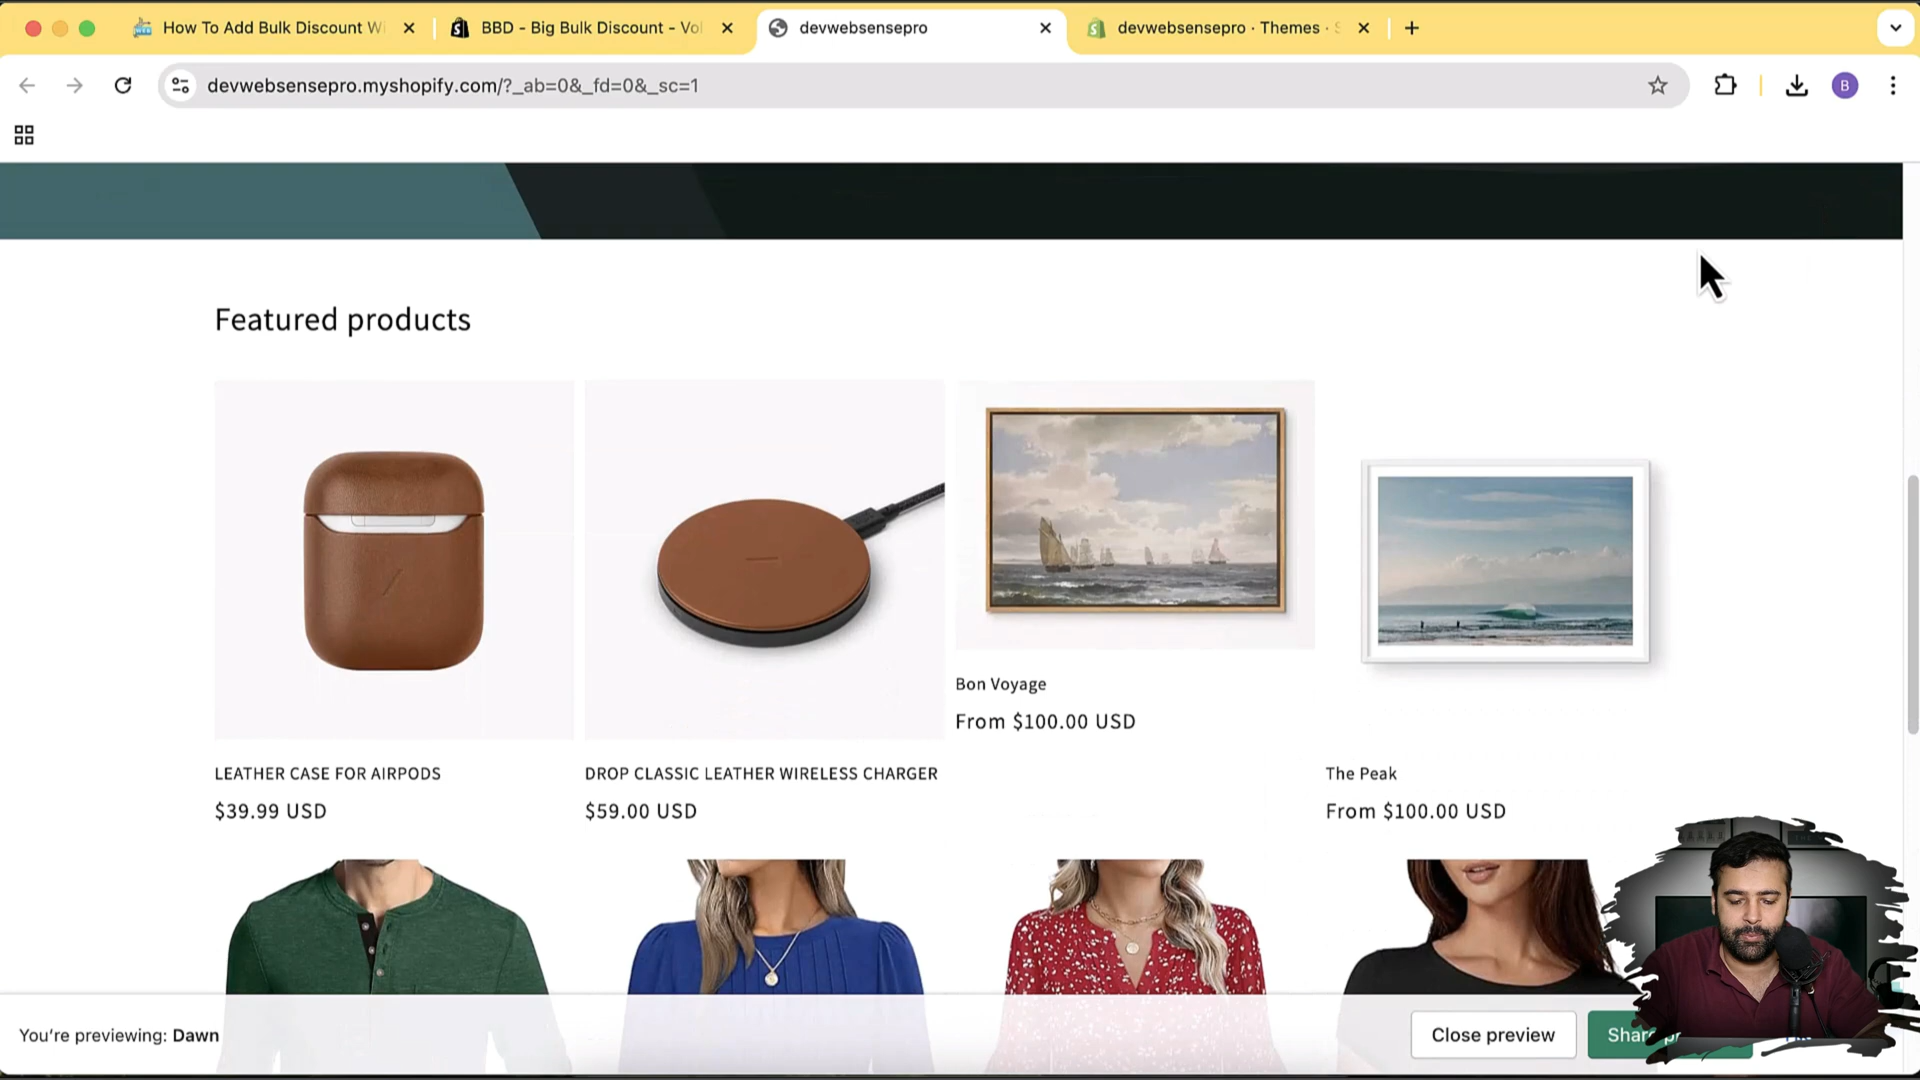 How To Add Bulk Discount Wi
BBD - Big Bulk Discount - Vol
devwebsensepro
devwebsensepro · Themes · S
devwebsensepro.myshopify.com/?_ab=0&_fd=0&_sc=1
B
Featured products
Bon Voyage
From $100.00 USD
LEATHER CASE FOR AIRPODS
$39.99 USD
DROP CLASSIC LEATHER WIRELESS CHARGER
$59.00 USD
The Peak
From $100.00 USD
You're previewing: Dawn
Close preview